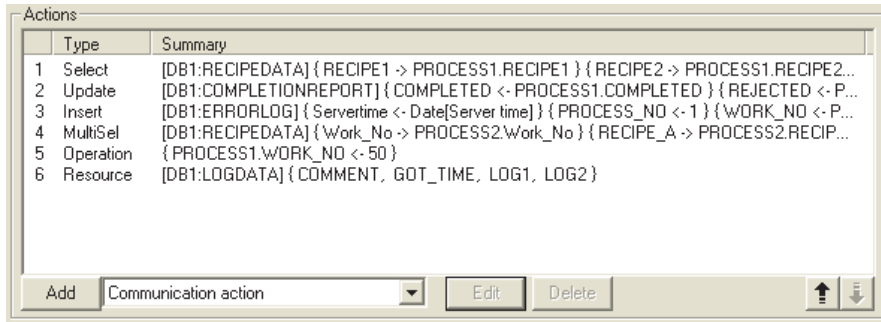 Actions
Type Summary
1 Select [DB1:RECIPEDATA] { RECIPE1 -> PROCESS1.RECIPE1 } { RECIPE2 -> PROCESS1.RECIPE2...
2 Update [DB1:COMPLETIONREPORT] { COMPLETED <- PROCESS1.COMPLETED } { REJECTED <- P...
3 Insert [DB1:ERRORLOG] { Servertime <- Date[Server time] } { PROCESS_NO <- 1 } { WORK_NO <- P...
4 MultiSel [DB1:RECIPEDATA] { Work_No -> PROCESS2.Work_No } { RECIPE_A -> PROCESS2.RECIP...
5 Operation { PROCESS1.WORK_NO <- 50 }
6 Resource [DB1:LOGDATA] { COMMENT, GOT_TIME, LOG1, LOG2 }
Add Communication action Edit Delete